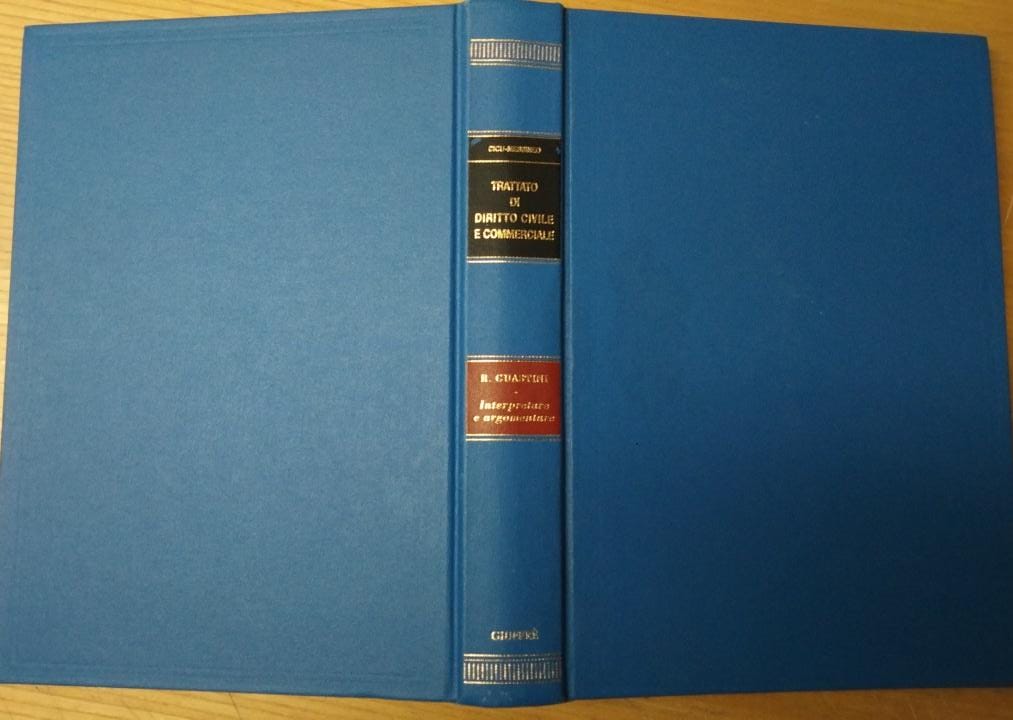 CICU-MESSINEO
TRATTATO
DI
DIRITTO CIVILE
E COMMERCIALE
R. GUASTINI
-
Interpretare
e argomentare
GIUFFRÈ